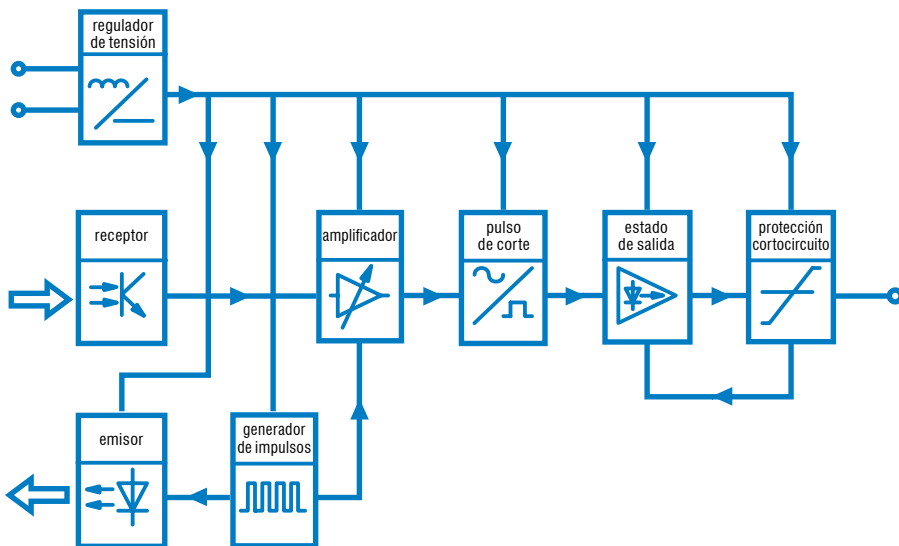 regulador
de tensión
receptor
amplificador
pulso
de corte
estado
de salida
protección
cortocircuito
emisor
generador
de impulsos